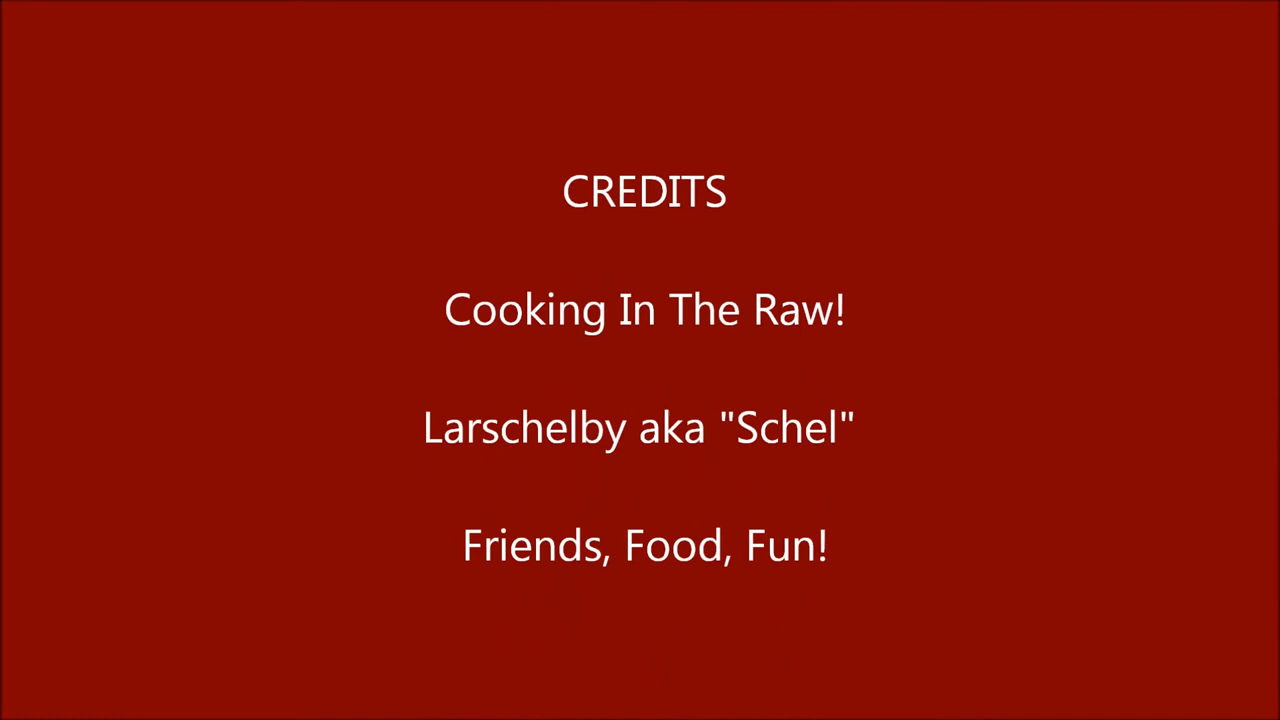 CREDITS
Cooking In The Raw!
Larschelby aka "Schel"
Friends, Food, Fun!